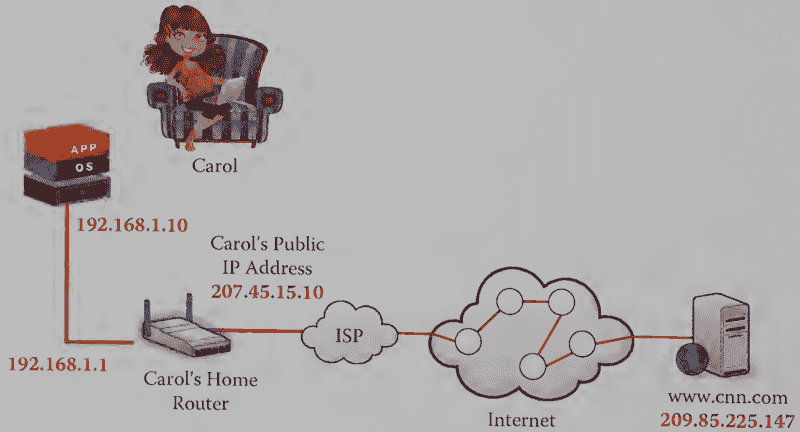 Carol
APP
OS
192.168.1.10
Carol's Public
IP Address
207.45.15.10
ISP
192.168.1.1
Carol's Home
Router
Internet
www.cnn.com
209.85.225.147